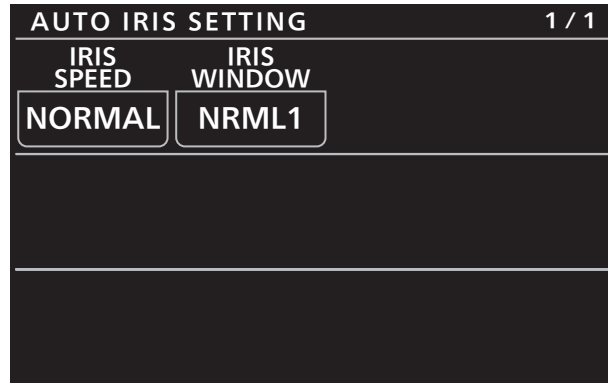 AUTO IRIS SETTING 1/1
IRIS SPEED IRIS WINDOW
NORMAL NRML1